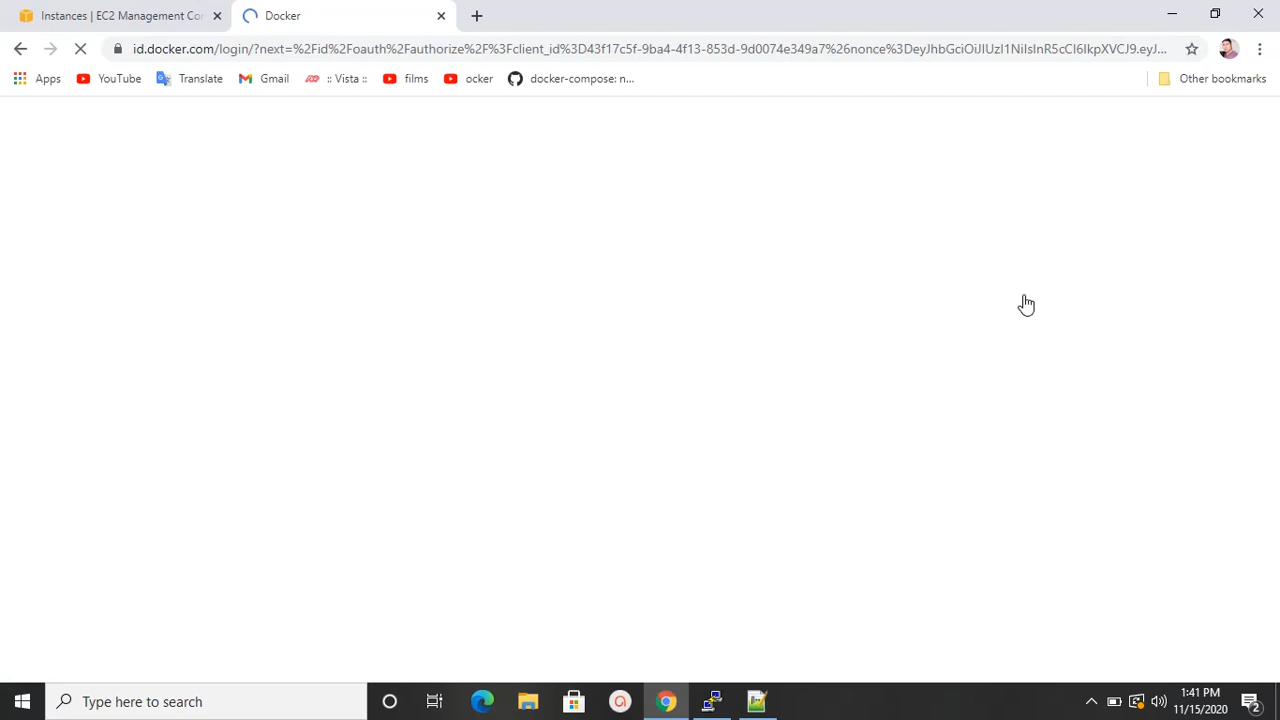 Instances | EC2 Management Con
Docker
id.docker.com/login/?next=%2Fid%2Foauth%2Fauthorize%2F%3Fclient_id%3D43f17c5f-9ba4-4f13-853d-9d0074e349a7%26nonce%3DeyJhbGciOiJIUzI1NiIsInR5cCI6IkpXVCJ9.eyJ...
Apps
YouTube
Translate
Gmail
:: Vista ::
films
ocker
docker-compose: n...
Other bookmarks
Type here to search
1:41 PM
11/15/2020
2